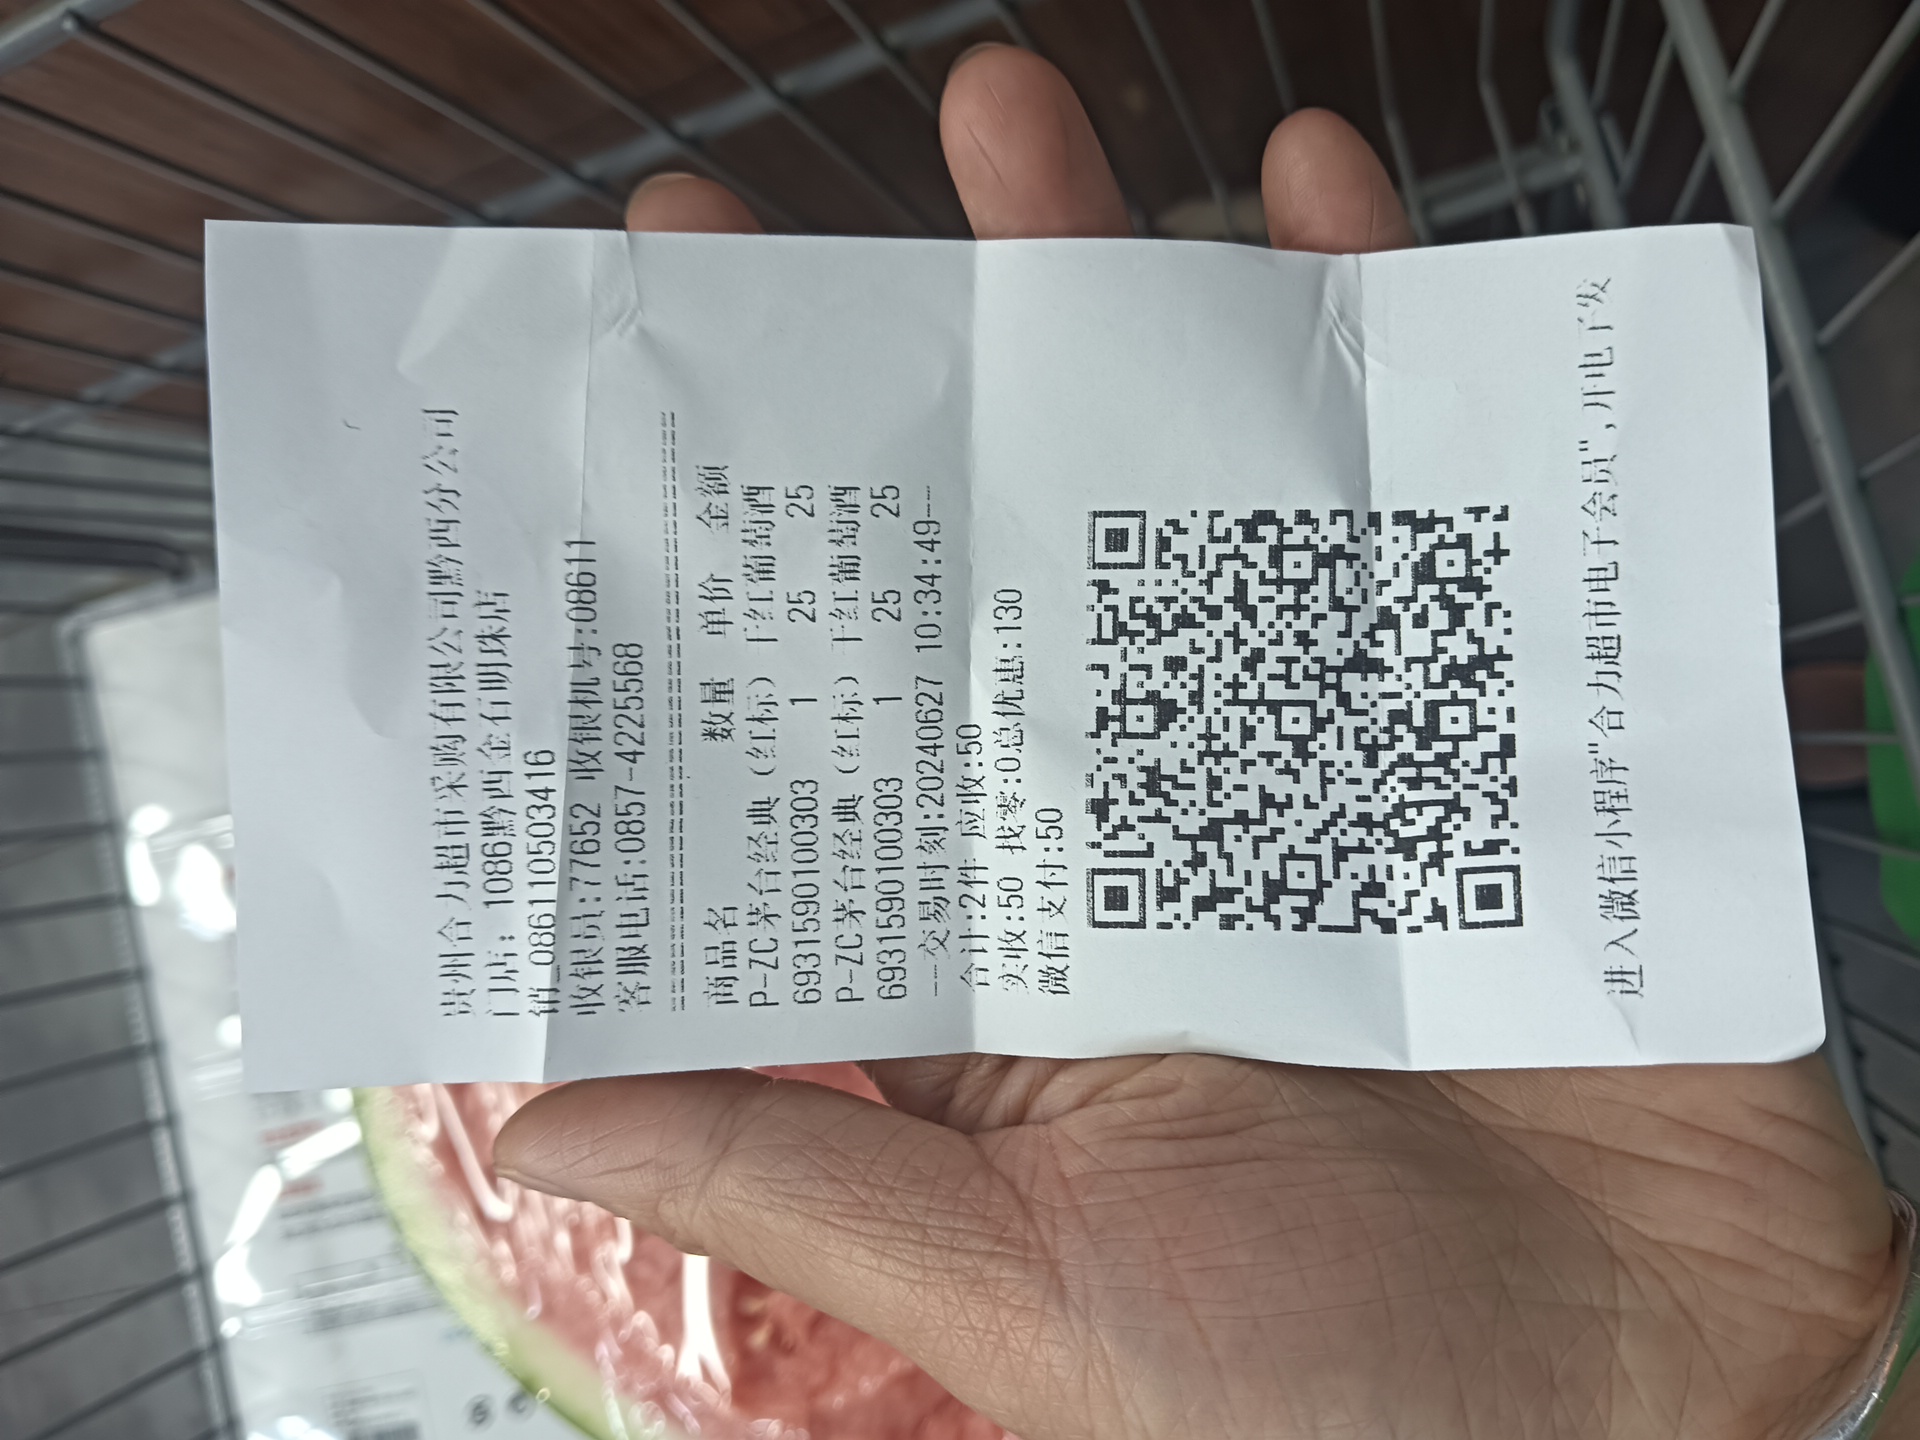 贵州合力超市采购有限公司黔西分公司
门店：1086黔西金石明珠店
销_086110503416
收银员:77652 收银机号:08611
客服电话:0857-4225568
商品名 数量 单价 金额
P-ZC茅台经典（红标）干红葡萄酒
6931590100303 1 25 25
P-ZC茅台经典（红标）干红葡萄酒
6931590100303 1 25 25
---交易时刻:20240627 10:34:49---
合计:2件 应收:50
实收:50 找零:0总优惠:130
微信支付:50
进入微信小程序"合力超市电子会员",开电子发